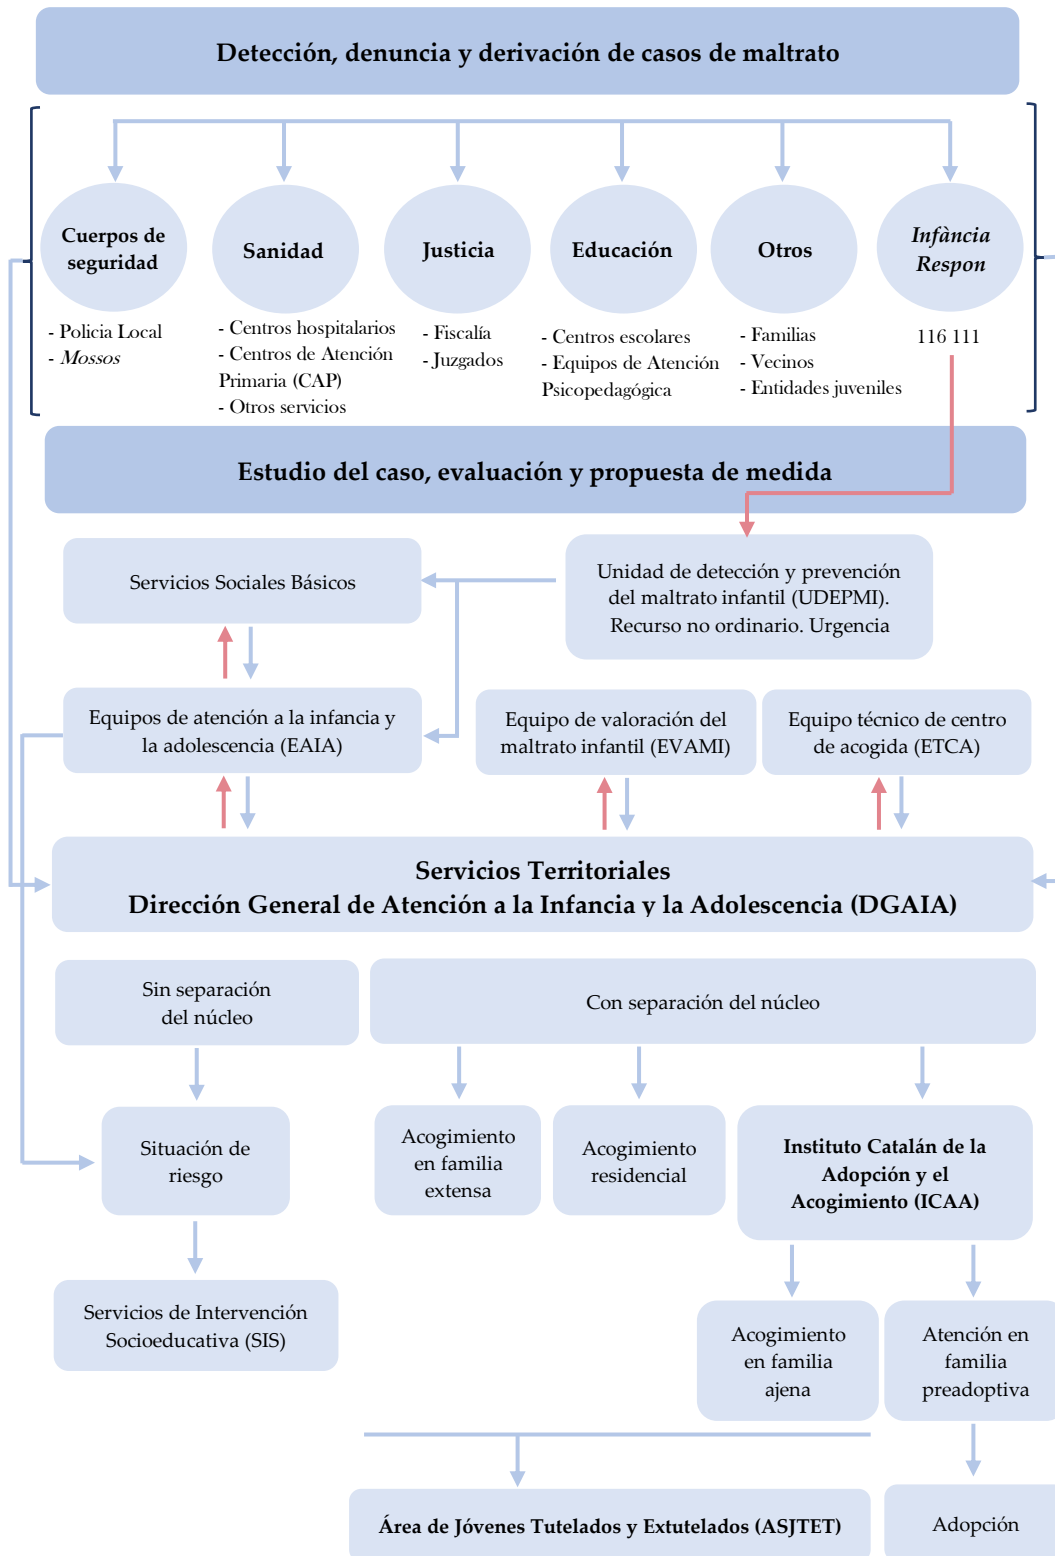 Detección, denuncia y derivación de casos de maltrato
Cuerpos de
seguridad
Sanidad
Justicia
Educación
Otros
Infància
Respon
- Policia Local
- Mossos
- Centros hospitalarios
- Centros de Atención
Primaria (CAP)
- Otros servicios
- Fiscalía
- Juzgados
- Centros escolares
- Equipos de Atención
Psicopedagógica
- Familias
- Vecinos
- Entidades juveniles
116 111
Estudio del caso, evaluación y propuesta de medida
Servicios Sociales Básicos
Unidad de detección y prevención
del maltrato infantil (UDEPMI).
Recurso no ordinario. Urgencia
Equipos de atención a la infancia y
la adolescencia (EAIA)
Equipo de valoración del
maltrato infantil (EVAMI)
Equipo técnico de centro
de acogida (ETCA)
Servicios Territoriales
Dirección General de Atención a la Infancia y la Adolescencia (DGAIA)
Sin separación
del núcleo
Con separación del núcleo
Situación de
riesgo
Acogimiento
en familia
extensa
Acogimiento
residencial
Instituto Catalán de la
Adopción y el
Acogimiento (ICAA)
Servicios de Intervención
Socioeducativa (SIS)
Acogimiento
en familia
ajena
Atención en
familia
preadoptiva
Área de Jóvenes Tutelados y Extutelados (ASJTET)
Adopción